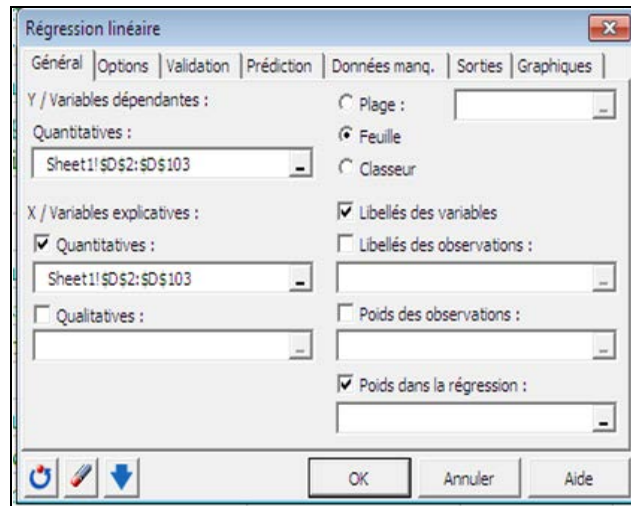 Régression linéaire
Général Options Validation Prédiction Données manq. Sorties Graphiques
Y / Variables dépendantes :
Quantitatives :
Sheet1!$D$2:$D$103
X / Variables explicatives :
Quantitatives :
Sheet1!$D$2:$D$103
Qualitatives :
Plage :
Feuille
Classeur
Libellés des variables
Libellés des observations :
Poids des observations :
Poids dans la régression :
OK Annuler Aide